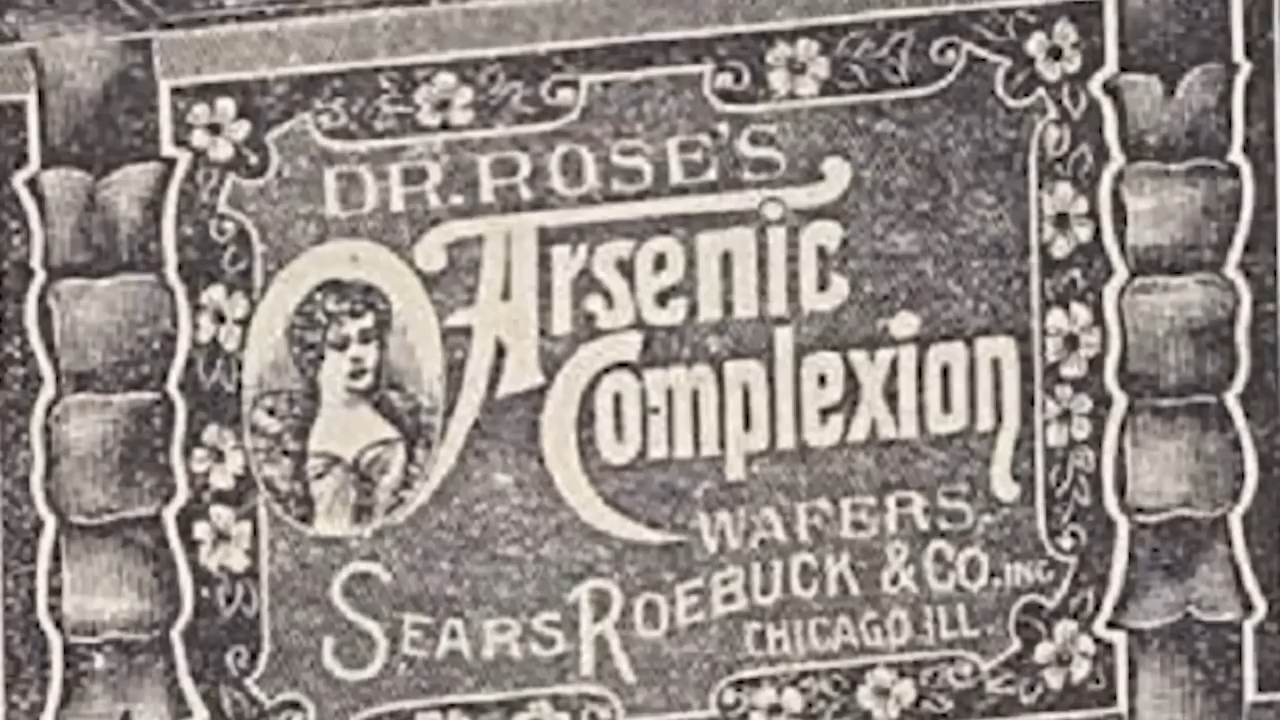 DR. ROSE'S
Arsenic
Complexion
WAFERS.
SEARS ROEBUCK & CO. INC
CHICAGO. ILL.